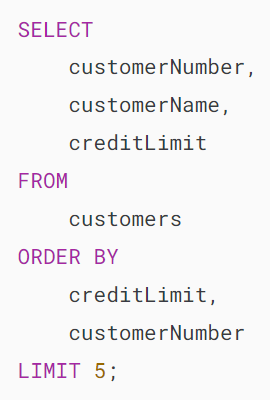 SELECT
    customerNumber,
    customerName,
    creditLimit
FROM
    customers
ORDER BY
    creditLimit,
    customerNumber
LIMIT 5;